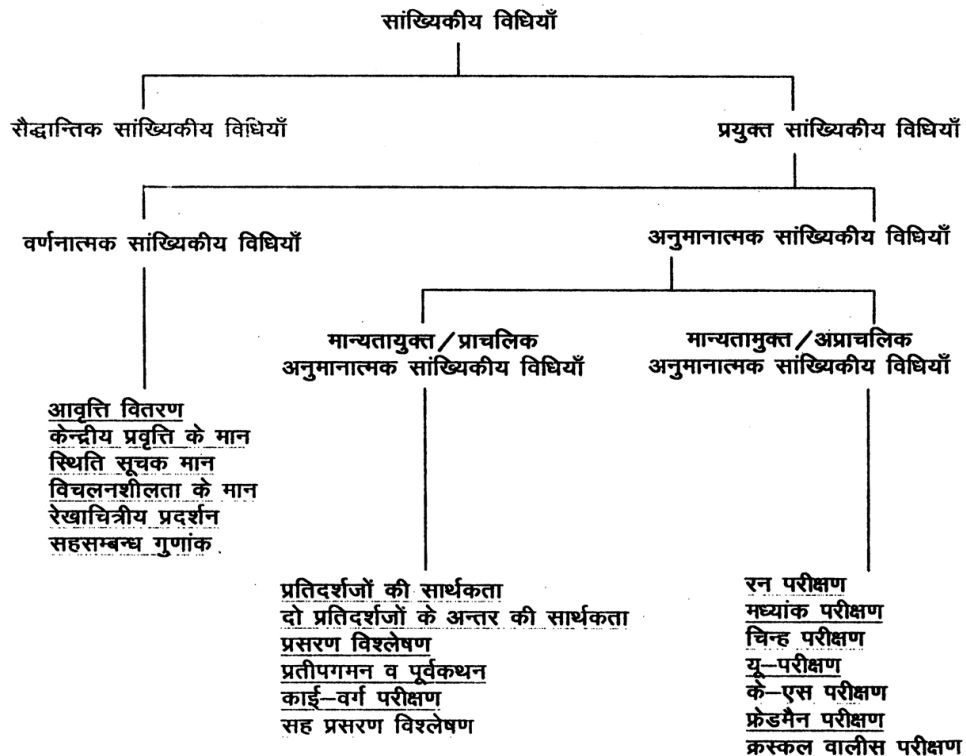 सांख्यिकीय विधियाँ
सैद्धान्तिक सांख्यिकीय विधियाँ
प्रयुक्त सांख्यिकीय विधियाँ
वर्णनात्मक सांख्यिकीय विधियाँ
अनुमानात्मक सांख्यिकीय विधियाँ
मान्यतायुक्त/प्राचलिक
अनुमानात्मक सांख्यिकीय विधियाँ
मान्यतामुक्त/अप्राचलिक
अनुमानात्मक सांख्यिकीय विधियाँ
आवृत्ति वितरण
केन्द्रीय प्रवृत्ति के मान
स्थिति सूचक मान
विचलनशीलता के मान
रेखाचित्रीय प्रदर्शन
सहसम्बन्ध गुणांक
प्रतिदर्शजों की सार्थकता
दो प्रतिदर्शजों के अन्तर की सार्थकता
प्रसरण विश्लेषण
प्रतीपगमन व पूर्वकथन
काई–वर्ग परीक्षण
सह प्रसरण विश्लेषण
रन परीक्षण
मध्यांक परीक्षण
चिन्ह परीक्षण
यू–परीक्षण
के–एस परीक्षण
फ्रेडमैन परीक्षण
क्रस्कल वालीस परीक्षण